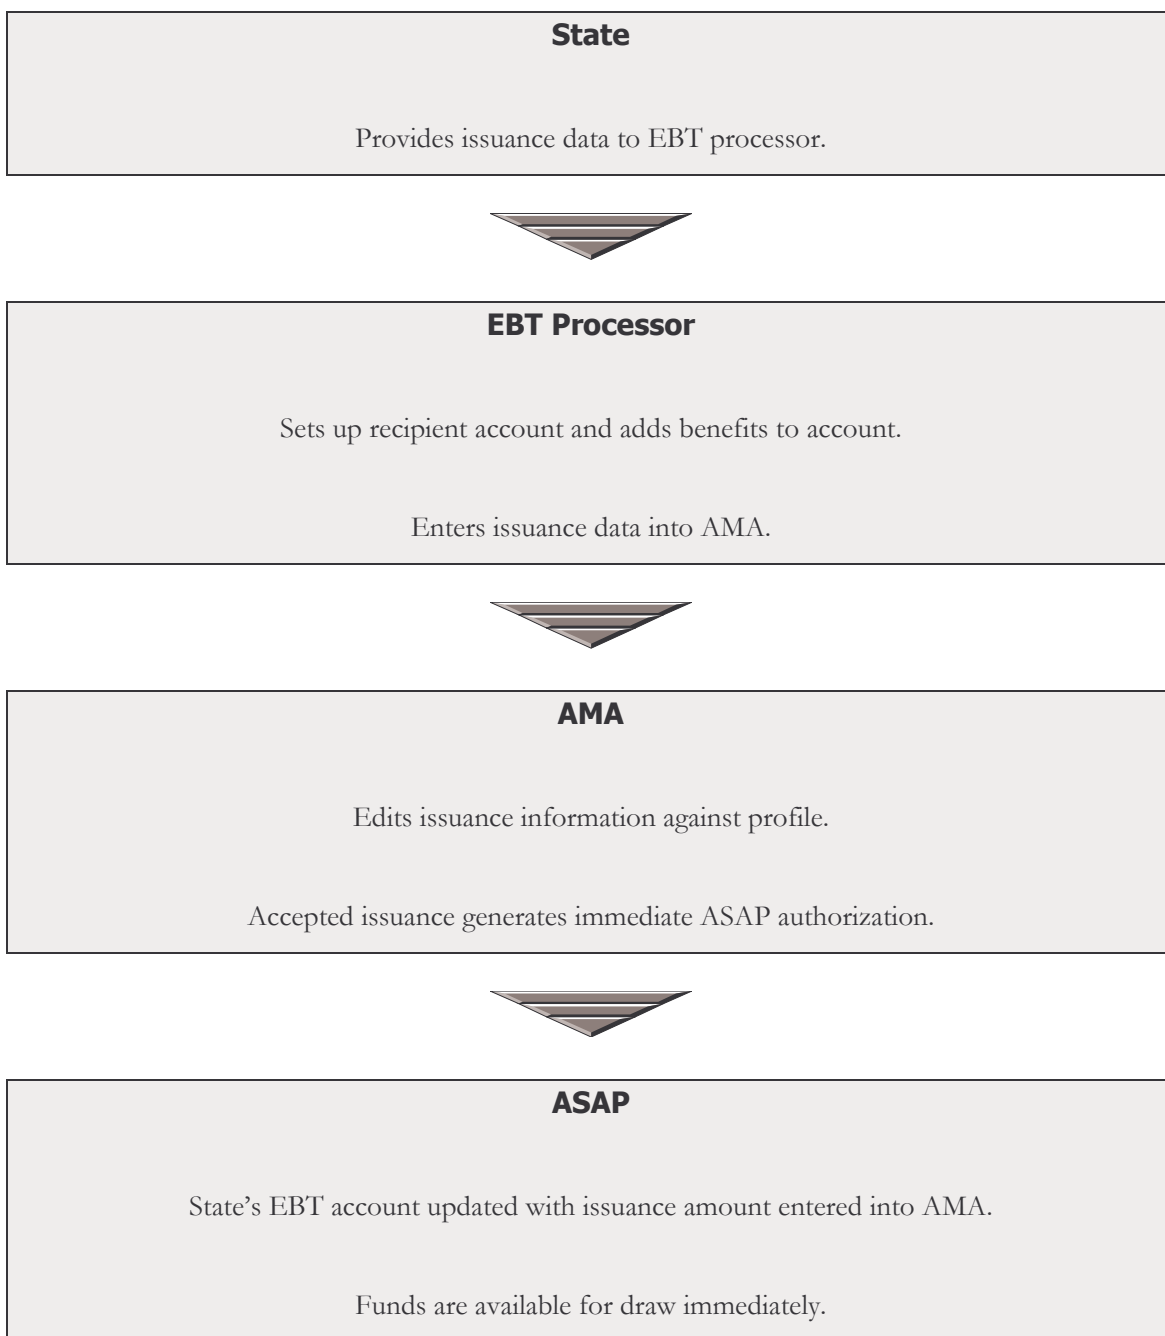 State
Provides issuance data to EBT processor.
EBT Processor
Sets up recipient account and adds benefits to account.
Enters issuance data into AMA.
AMA
Edits issuance information against profile.
Accepted issuance generates immediate ASAP authorization.
ASAP
State’s EBT account updated with issuance amount entered into AMA.
Funds are available for draw immediately.